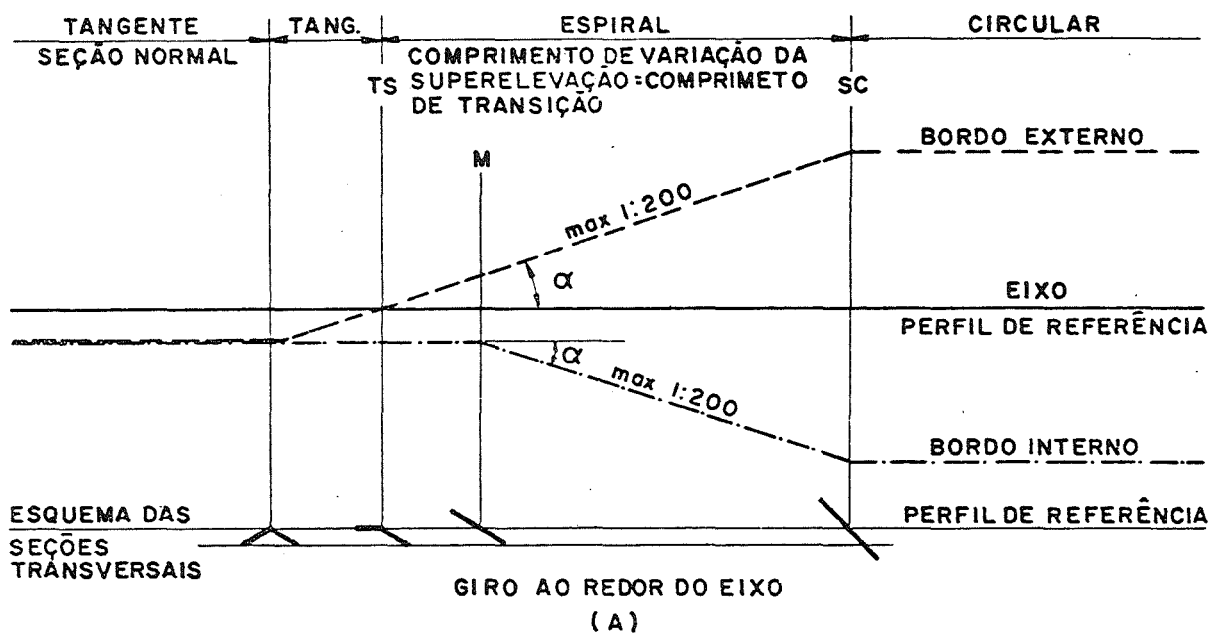 TANGENTE
TANG.
ESPIRAL
CIRCULAR
SEÇÃO NORMAL
COMPRIMENTO DE VARIAÇÃO DA
TS SUPERELEVAÇÃO=COMPRIMETO SC
DE TRANSIÇÃO
M
BORDO EXTERNO
max 1:200
α
EIXO
PERFIL DE REFERÊNCIA
α
max 1:200
BORDO INTERNO
ESQUEMA DAS
PERFIL DE REFERÊNCIA
SEÇÕES
TRANSVERSAIS
GIRO AO REDOR DO EIXO
(A)